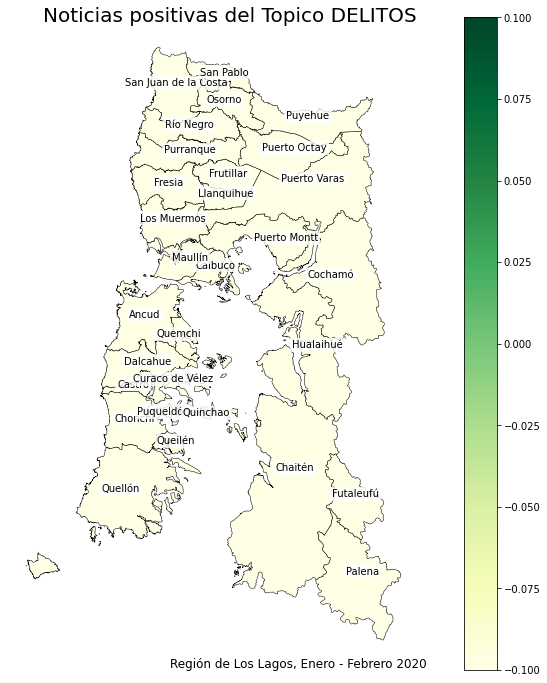 Noticias positivas del Topico DELITOS
San Pablo
San Juan de la Costa
Osorno
Puyehue
Río Negro
Purranque
Puerto Octay
Frutillar
Fresia
Puerto Varas
Llanquihue
Los Muermos
Puerto Montt
Maullín
Calbuco
Cochamó
Ancud
Quemchi
Hualaihué
Dalcahue
Curaco de Vélez
Castro
Puqueldón
Quinchao
Chonchi
Queilén
Chaitén
Quellón
Futaleufú
Palena
Región de Los Lagos, Enero - Febrero 2020
0.100
0.075
0.050
0.025
0.000
−0.025
−0.050
−0.075
−0.100